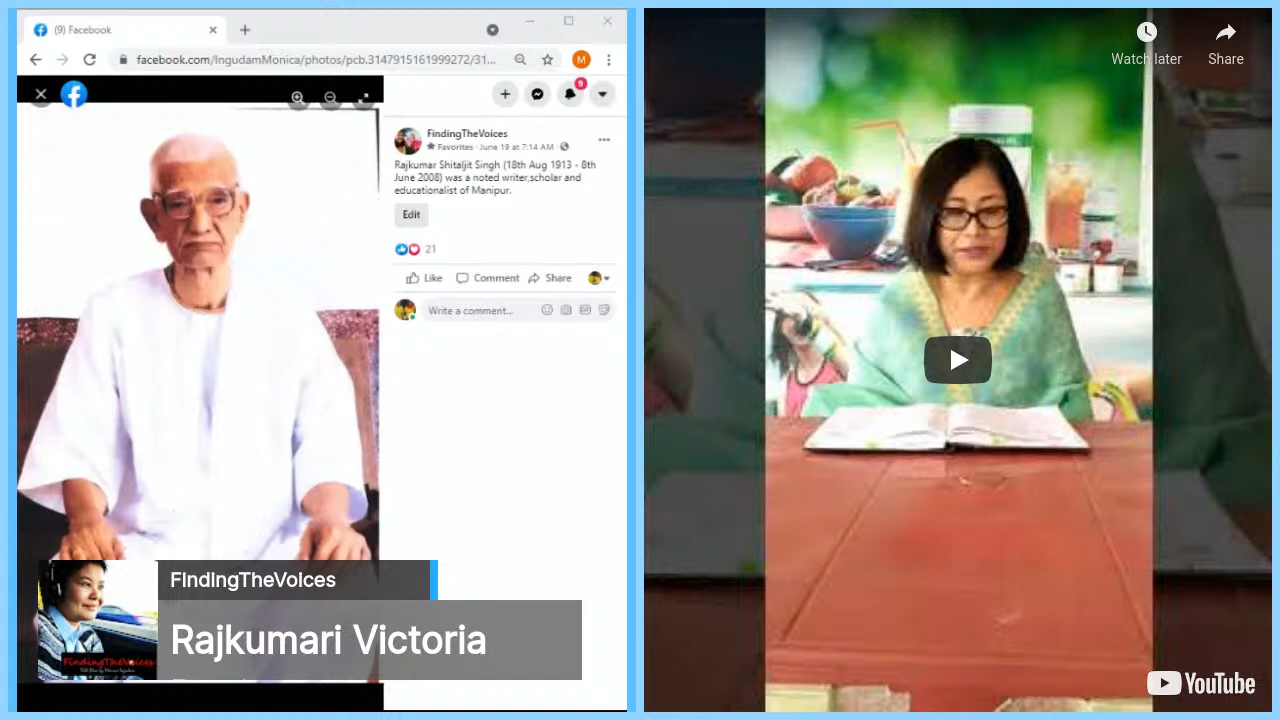 (9) Facebook
facebook.com/IngudamMonica/photos/pcb.3147915161999272/31...
M
9
FindingTheVoices
Favorites · June 19 at 7:14 AM ·
Rajkumar Shitaljit Singh (18th Aug 1913 - 8th
June 2008) was a noted writer,scholar and
educationalist of Manipur.
Edit
21
Like Comment Share
Write a comment...
FindingTheVoices
FindingTheVoices
Rajkumari Victoria
Watch later
Share
YouTube